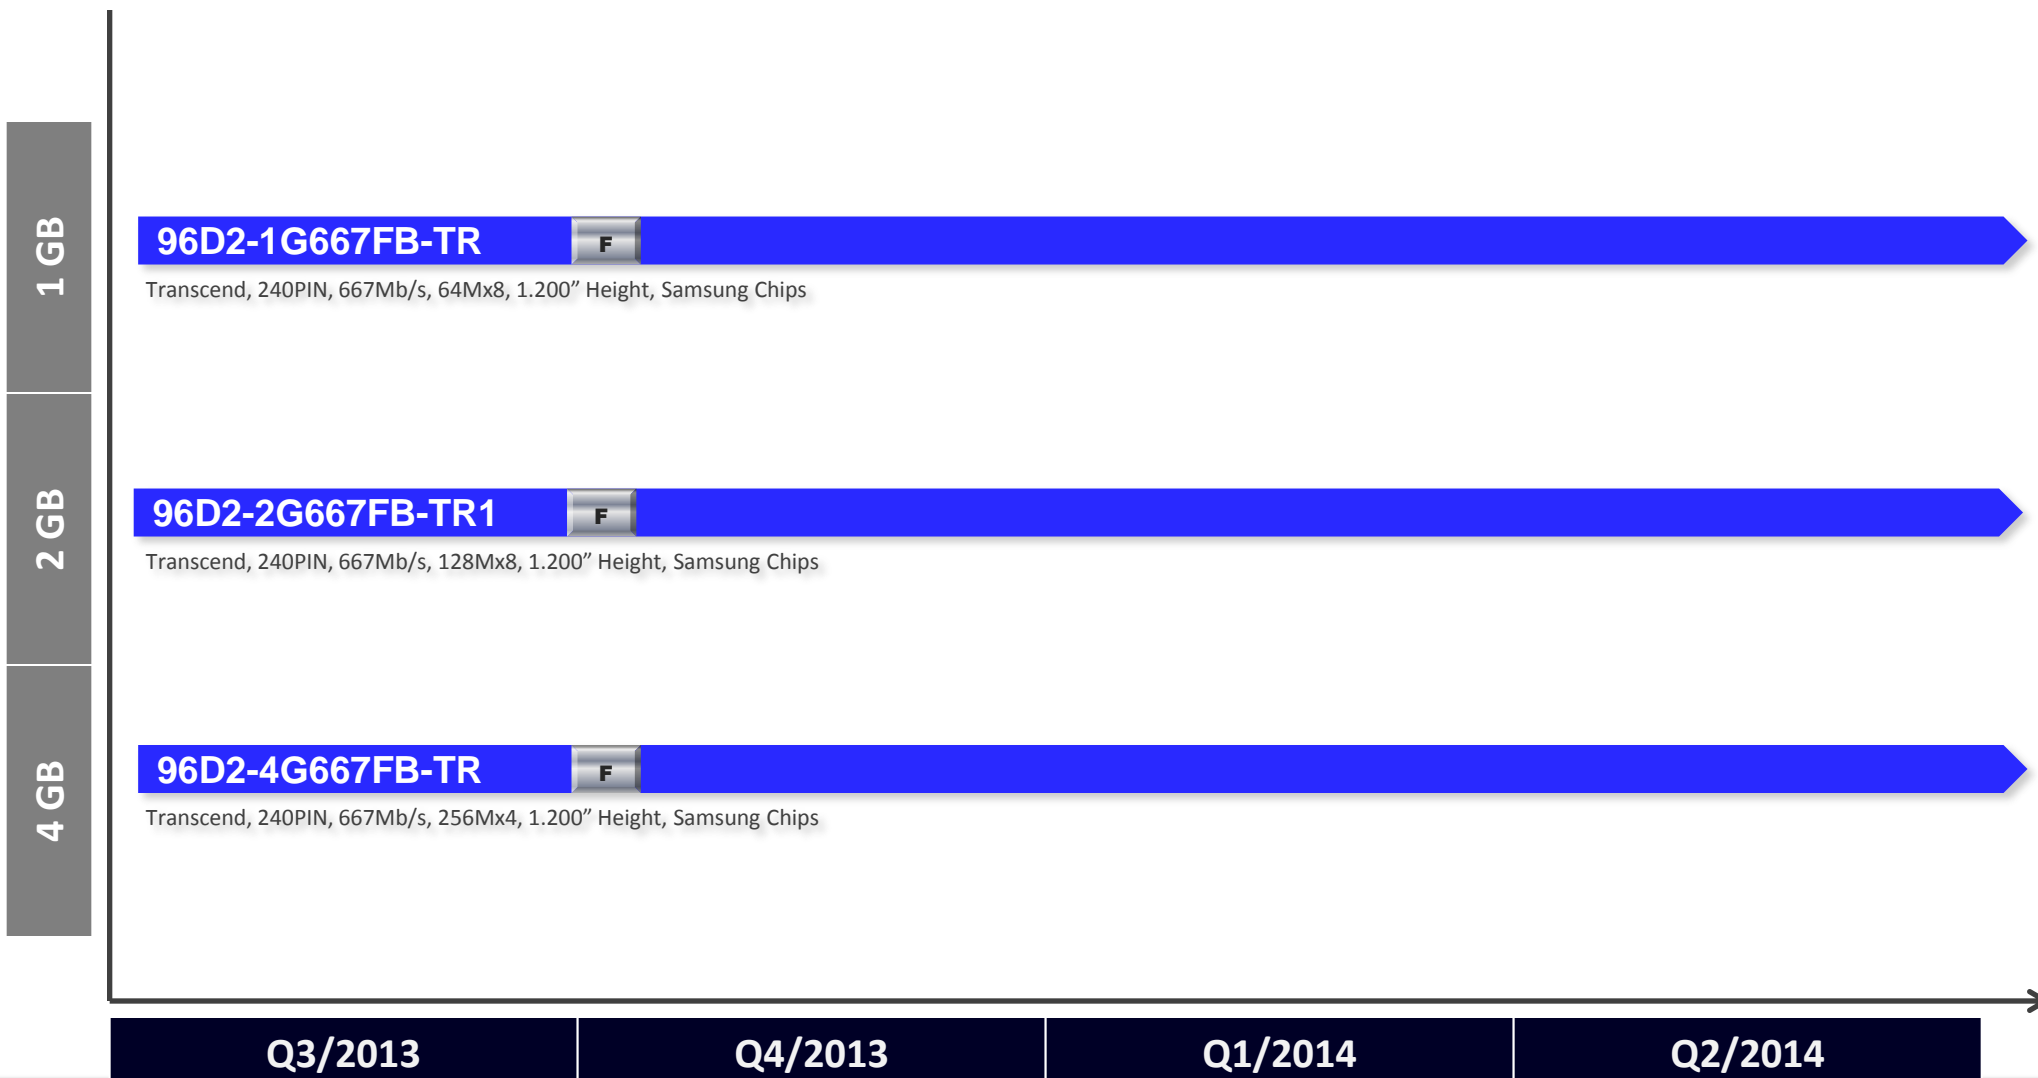 1 GB
96D2-1G667FB-TR F
Transcend, 240PIN, 667Mb/s, 64Mx8, 1.200” Height, Samsung Chips
2 GB
96D2-2G667FB-TR1 F
Transcend, 240PIN, 667Mb/s, 128Mx8, 1.200” Height, Samsung Chips
4 GB
96D2-4G667FB-TR F
Transcend, 240PIN, 667Mb/s, 256Mx4, 1.200” Height, Samsung Chips
Q3/2013 Q4/2013 Q1/2014 Q2/2014